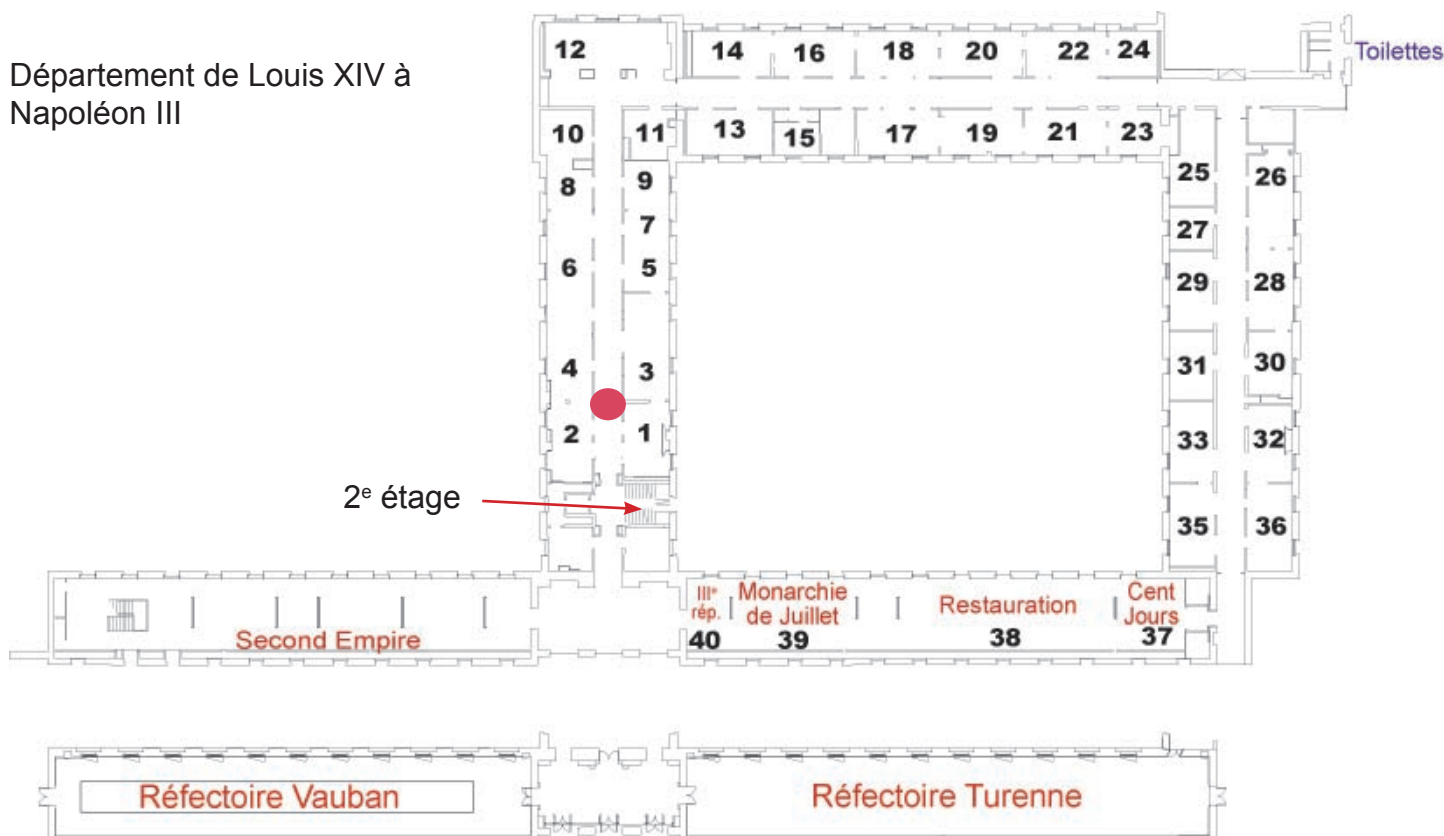 Département de Louis XIV à
Napoléon III
12
14
16
18
20
22
24
Toilettes
10
11
13
15
17
19
21
23
8
9
25
26
7
27
6
5
29
28
4
3
31
30
2
1
33
32
2e étage
35
36
Second Empire
IIIe
rép.
40
Monarchie
de Juillet
39
Restauration
38
Cent
Jours
37
Réfectoire Vauban
Réfectoire Turenne